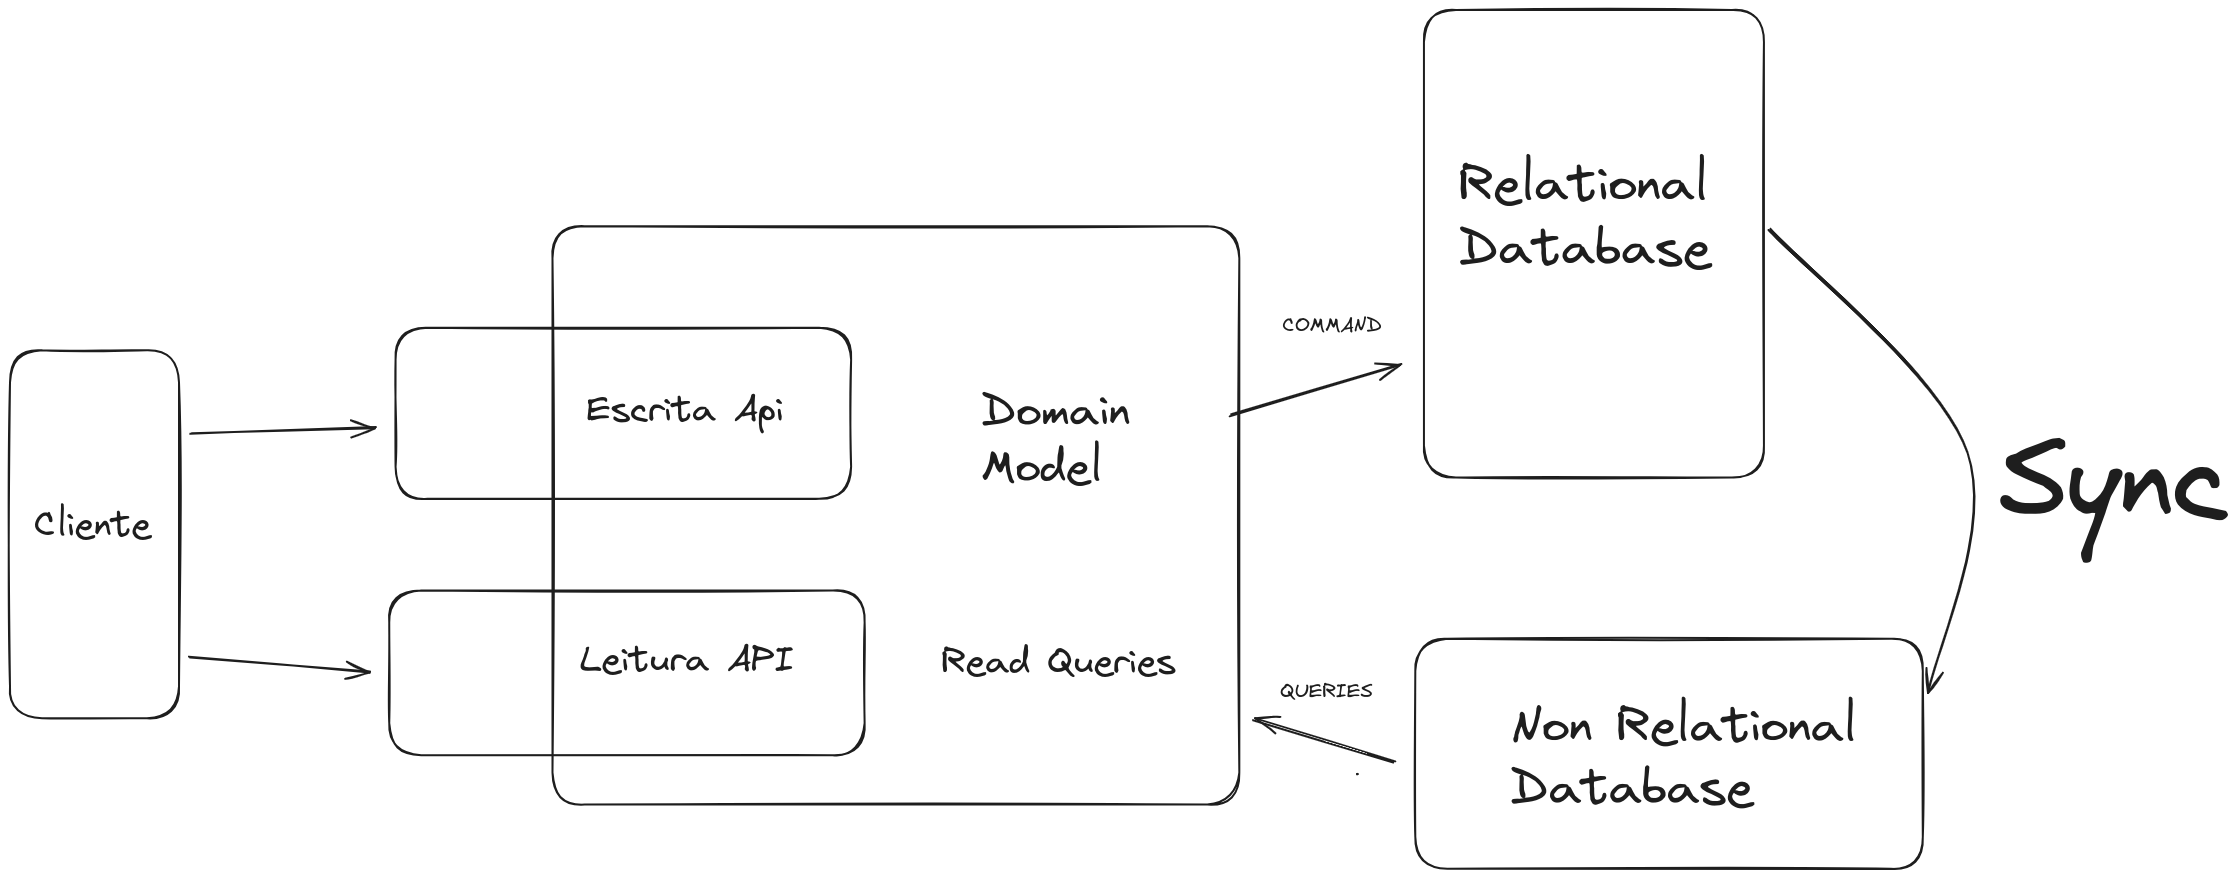 Cliente
Escrita Api
Leitura API
Domain
Model
Read Queries
COMMAND
QUERIES
Relational
Database
Non Relational
Database
Sync